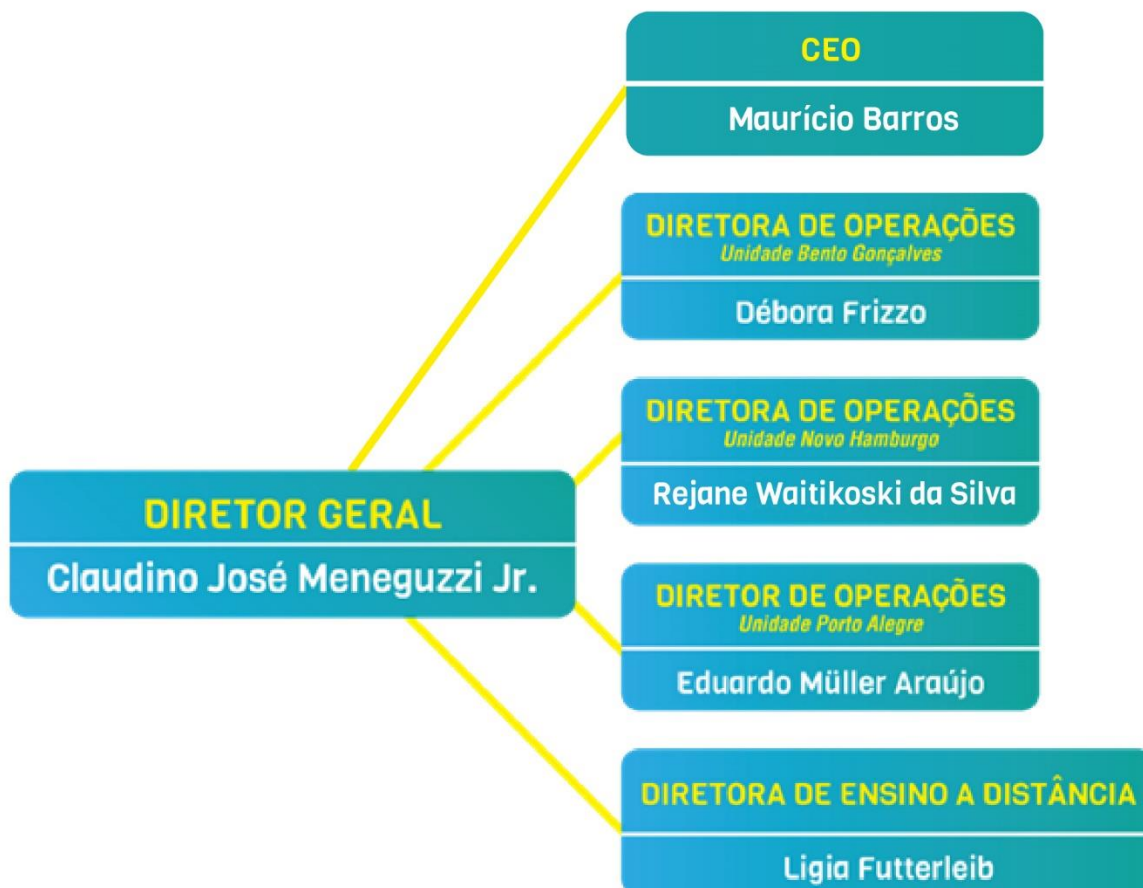 CEO
Maurício Barros
DIRETORA DE OPERAÇÕES
Unidade Bento Gonçalves
Débora Frizzo
DIRETORA DE OPERAÇÕES
Unidade Novo Hamburgo
Rejane Waitikoski da Silva
DIRETOR GERAL
Claudino José Meneguzzi Jr.
DIRETOR DE OPERAÇÕES
Unidade Porto Alegre
Eduardo Müller Araújo
DIRETORA DE ENSINO A DISTÂNCIA
Ligia Futterleib